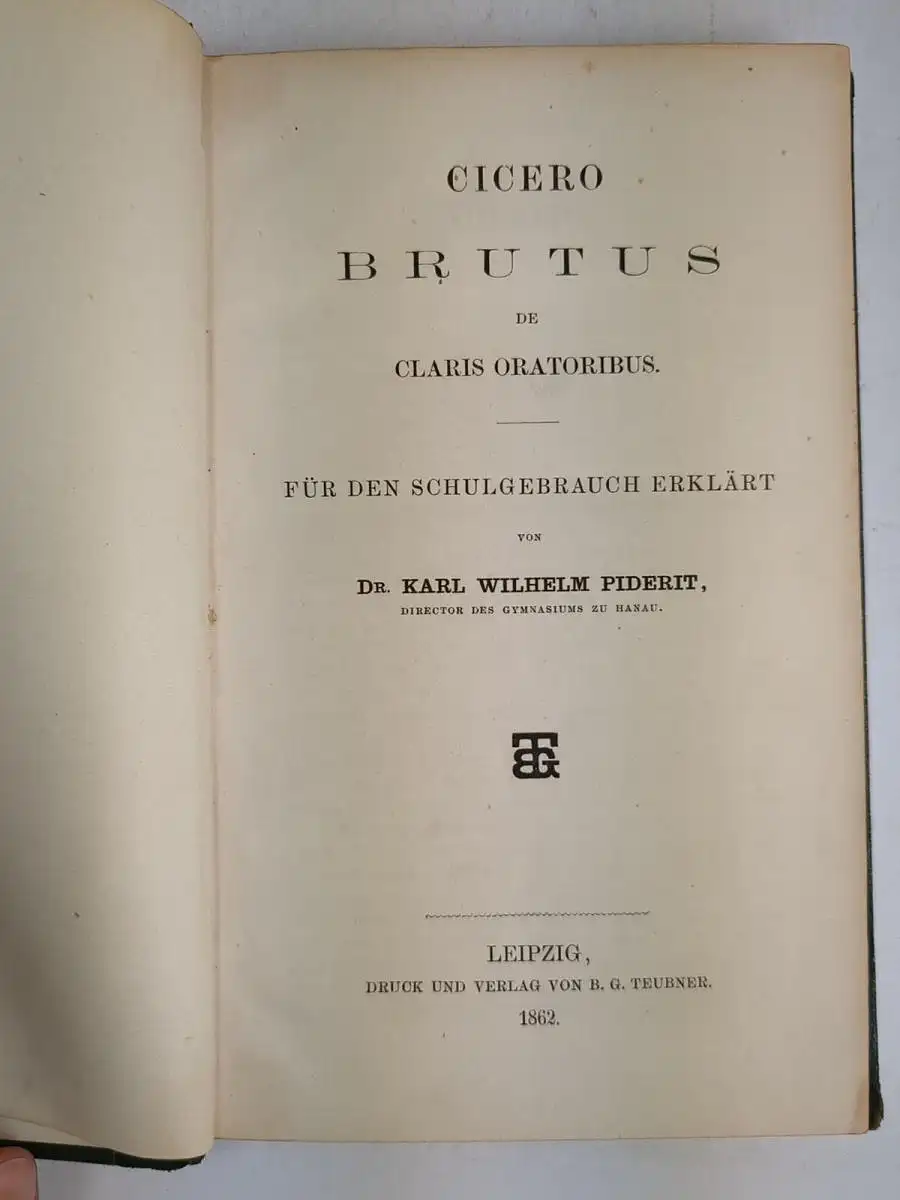 CICERO
BRUTUS
DE
CLARIS ORATORIBUS.
FÜR DEN SCHULGEBRAUCH ERKLÄRT
VON
DR. KARL WILHELM PIDERIT,
DIRECTOR DES GYMNASIUMS ZU HANAU.
BTG
LEIPZIG,
DRUCK UND VERLAG VON B. G. TEUBNER.
1862.